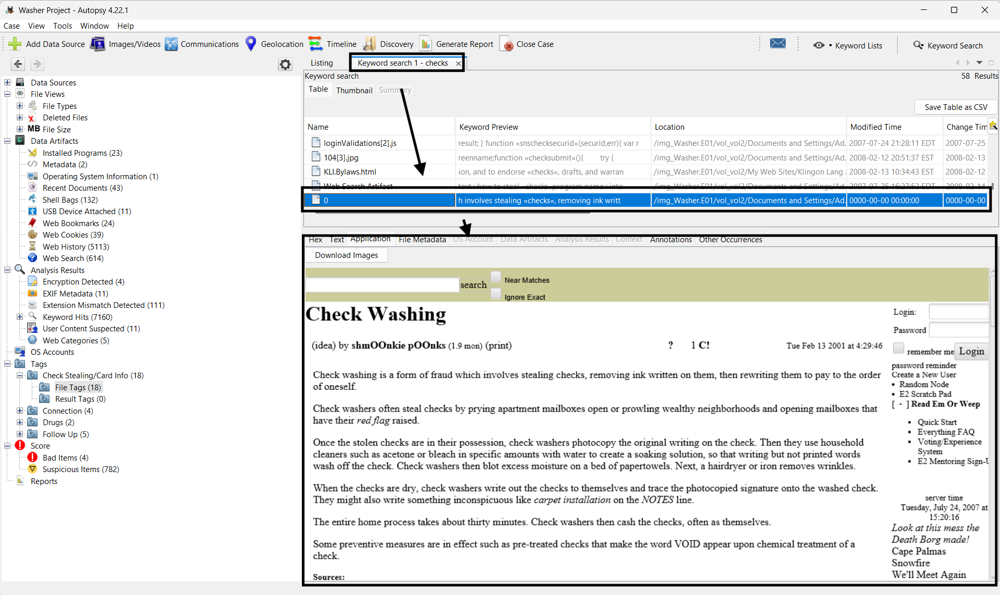 Washer Project - Autopsy 4.22.1
Case View Tools Window Help
Add Data Source Images/Videos Communications Geolocation Timeline Discovery Generate Report Close Case Keyword Lists Keyword Search
Listing Keyword search 1 - checks
Keyword search 58 Results
Table Thumbnail Summary
Save Table as CSV
Name Keyword Preview Location Modified Time Change Tim
loginValidations[2].js result; } function «snschecksecurid«(securid,err){ var r /img_Washer.E01/vol_vol2/Documents and Settings/Ad. 2007-07-24 21:28:11 EDT 2007-07-25
104[3].jpg reenname;function «checksubmit«(){ try { /img_Washer.E01/vol_vol2/Documents and Settings/Ad. 2008-02-12 20:51:37 EST 2008-02-13
KLI.Bylaws.html ion, and to endorse «checks«, drafts, and warran /img_Washer.E01/vol_vol2/My Web Sites/Klingon Lang . 2008-02-13 10:34:43 EST 2008-02-12
Web Search Artifact text : how to steal «checks« program name : inte /img_Washer.E01/vol_vol2/Documents and Settings/Ad. 2007-07-25 16:27:52 EDT 2008-02-14
0 h involves stealing «checks«, removing ink writt /img_Washer.E01/vol_vol2/Documents and Settings/Ad. 0000-00-00 00:00:00 0000-00-00
Data Sources
File Views
File Types
Deleted Files
MB File Size
Data Artifacts
Installed Programs (23)
Metadata (2)
Operating System Information (1)
Recent Documents (43)
Shell Bags (132)
USB Device Attached (11)
Web Bookmarks (24)
Web Cookies (39)
Web History (5113)
Web Search (614)
Analysis Results
Encryption Detected (4)
EXIF Metadata (11)
Extension Mismatch Detected (111)
Keyword Hits (7160)
User Content Suspected (11)
Web Categories (5)
OS Accounts
Tags
Check Stealing/Card Info (18)
File Tags (18)
Result Tags (0)
Connection (4)
Drugs (2)
Follow Up (5)
Score
Bad Items (4)
Suspicious Items (782)
Reports
Hex Text Application File Metadata OS Account Data Artifacts Analysis Results Context Annotations Other Occurrences
Download Images
search Near Matches
Ignore Exact
Check Washing
(idea) by shmOOnkie pOOnks (1.9 mon) (print) ? 1 C! Tue Feb 13 2001 at 4:29:46
Check washing is a form of fraud which involves stealing checks, removing ink written on them, then rewriting them to pay to the order
of oneself.
Check washers often steal checks by prying apartment mailboxes open or prowling wealthy neighborhoods and opening mailboxes that
have their red flag raised.
Once the stolen checks are in their possession, check washers photocopy the original writing on the check. Then they use household
cleaners such as acetone or bleach in specific amounts with water to create a soaking solution, so that writing but not printed words
wash off the check. Check washers then blot excess moisture on a bed of papertowels. Next, a hairdryer or iron removes wrinkles.
When the checks are dry, check washers write out the checks to themselves and trace the photocopied signature onto the washed check.
They might also write something inconspicuous like carpet installation on the NOTES line.
The entire home process takes about thirty minutes. Check washers then cash the checks, often as themselves.
Some preventive measures are in effect such as pre-treated checks that make the word VOID appear upon chemical treatment of a
check.
Sources:
Login:
Password
remember me Login
password reminder
Create a New User
• Random Node
• E2 Scratch Pad
[ - ] Read Em Or Weep
• Quick Start
• Everything FAQ
• Voting/Experience
System
• E2 Mentoring Sign-U
server time
Tuesday, July 24, 2007 at
15:20:16
Look at this mess the
Death Borg made!
Cape Palmas
Snowfire
We'll Meet Again